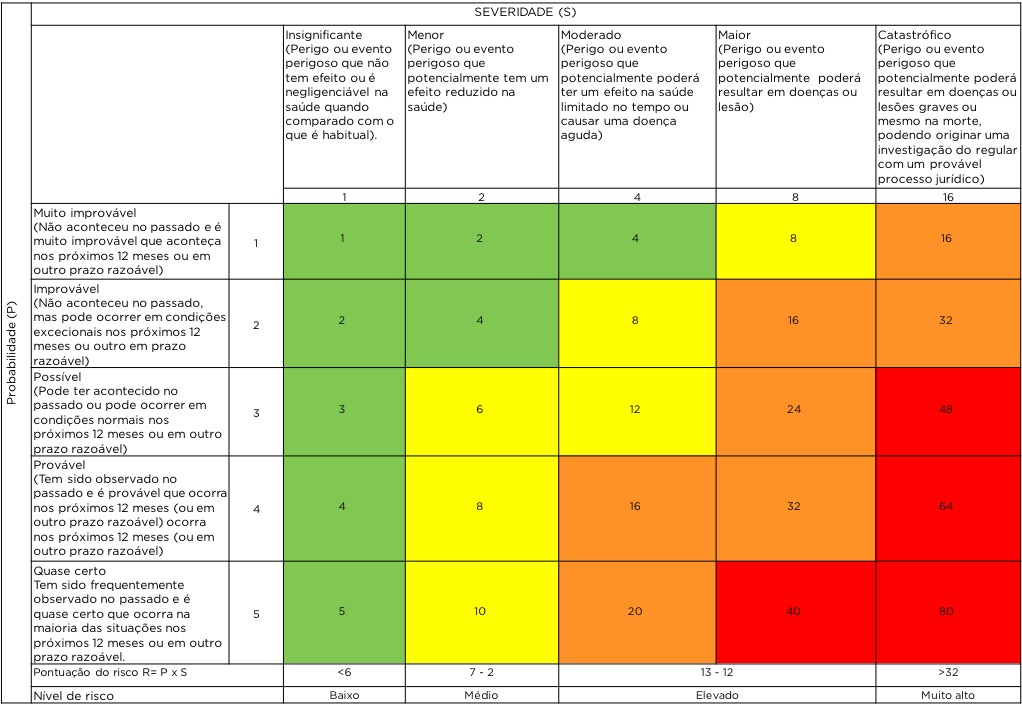 SEVERIDADE (S)
Insignificante
(Perigo ou evento
perigoso que não
tem efeito ou é
negligenciável na
saúde quando
comparado com o
que é habitual).
Menor
(Perigo ou evento
perigoso que
potencialmente tem um
efeito reduzido na
saúde)
Moderado
(Perigo ou evento
perigoso que
potencialmente poderá
ter um efeito na saúde
limitado no tempo ou
causar uma doença
aguda)
Maior
(Perigo ou evento
perigoso que
potencialmente poderá
resultar em doenças ou
lesão)
Catastrófico
(Perigo ou evento
perigoso que
potencialmente poderá
resultar em doenças ou
lesões graves ou
mesmo na morte,
podendo originar uma
investigação do regular
com um provável
processo jurídico)
1 2 4 8 16
Probabilidade (P)
Muito improvável
(Não aconteceu no passado e é
muito improvável que aconteça
nos próximos 12 meses ou em
outro prazo razoável)
1 1 2 4 8 16
Improvável
(Não aconteceu no passado,
mas pode ocorrer em condições
excecionais nos próximos 12
meses ou outro em prazo
razoável)
2 2 4 8 16 32
Possível
(Pode ter acontecido no
passado ou pode ocorrer em
condições normais nos
próximos 12 meses ou em outro
prazo razoável)
3 3 6 12 24 48
Provável
(Tem sido observado no
passado e é provável que ocorra
nos próximos 12 meses (ou em
outro prazo razoável) ocorra
nos próximos 12 meses (ou em
outro prazo razoável)
4 4 8 16 32 64
Quase certo
Tem sido frequentemente
observado no passado e é
quase certo que ocorra na
maioria das situações nos
próximos 12 meses ou em outro
prazo razoável.
5 5 10 20 40 80
Pontuação do risco R= P x S <6 7 - 2 13 - 12 >32
Nível de risco Baixo Médio Elevado Muito alto